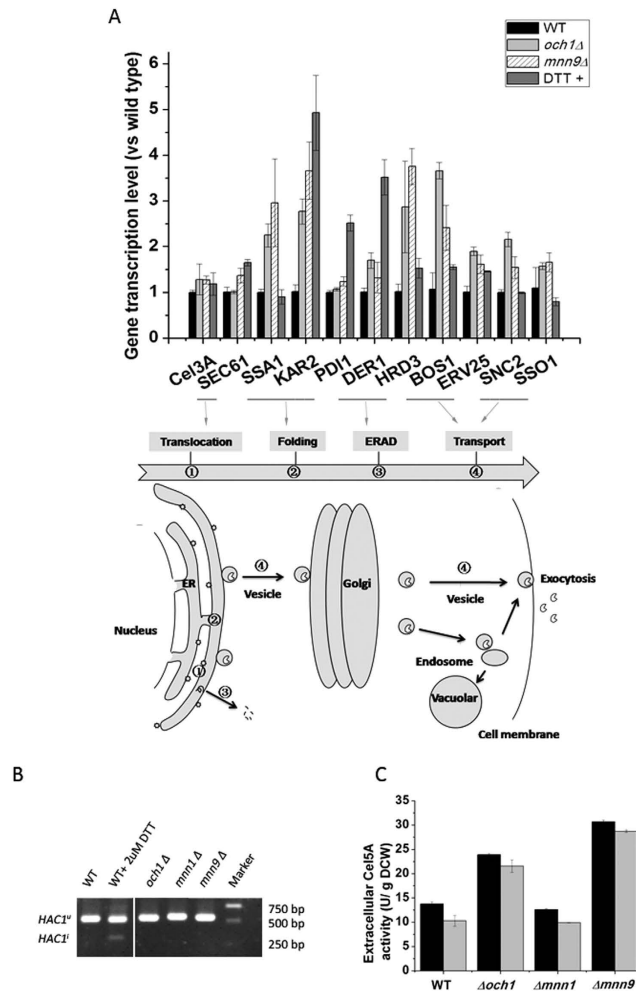 A
WT
och1Δ
mnn9Δ
DTT +
Gene transcription level (vs wild type)
6
5
4
3
2
1
0
Cel3A
SEC61
SSA1
KAR2
PDI1
DER1
HRD3
BOS1
ERV25
SNC2
SSO1
Translocation
Folding
ERAD
Transport
① ② ③ ④
ER
②
④
Vesicle
Golgi
④
Vesicle
Exocytosis
Nucleus
①
③
Endosome
Vacuolar
Cell membrane
B
WT
WT+ 2uM DTT
och1 Δ
mnn1 Δ
mnn9 Δ
Marker
HAC1ᵘ
HAC1ⁱ
750 bp
500 bp
250 bp
C
Extracellular Cel5A
activity (U/ g DCW)
35
30
25
20
15
10
5
0
WT
Δoch1
Δmnn1
Δmnn9